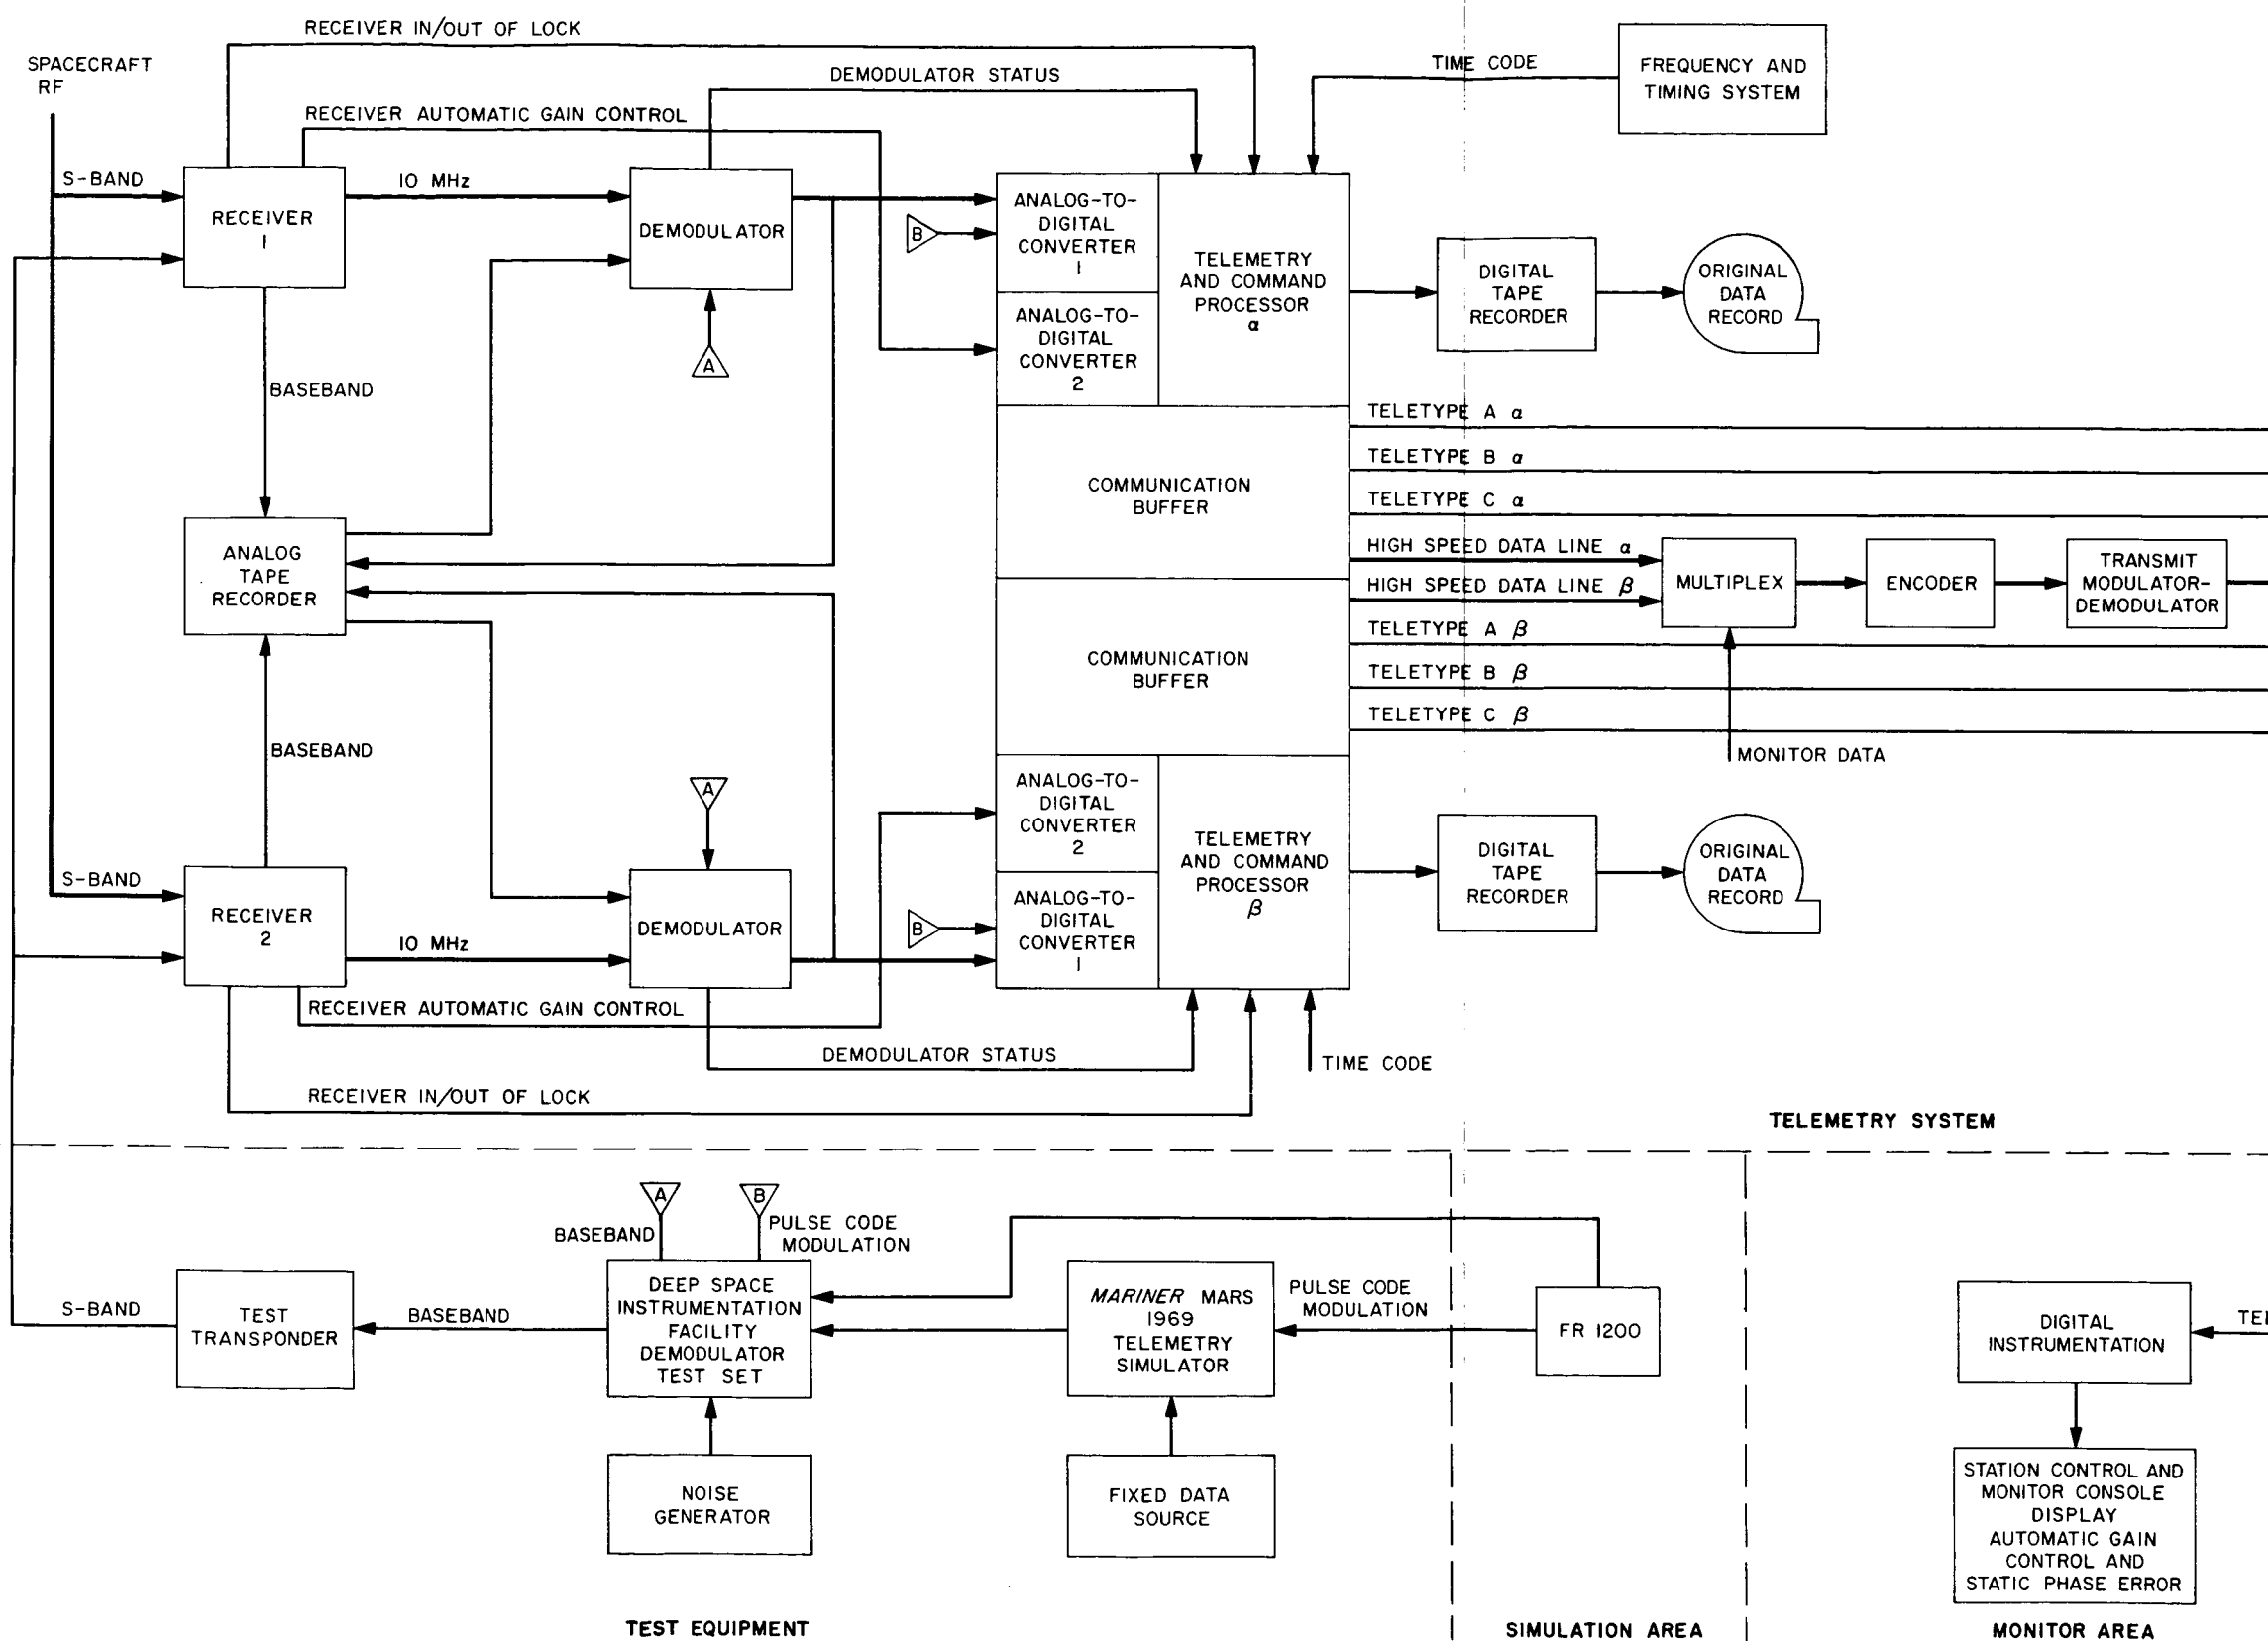 RECEIVER IN/OUT OF LOCK
SPACECRAFT
RF
DEMODULATOR STATUS
TIME CODE
FREQUENCY AND
TIMING SYSTEM
RECEIVER AUTOMATIC GAIN CONTROL
S-BAND
RECEIVER
1
10 MHz
DEMODULATOR
A
B
ANALOG-TO-
DIGITAL
CONVERTER
1
ANALOG-TO-
DIGITAL
CONVERTER
2
TELEMETRY
AND COMMAND
PROCESSOR
α
DIGITAL
TAPE
RECORDER
ORIGINAL
DATA
RECORD
BASEBAND
TELETYPE A α
TELETYPE B α
TELETYPE C α
COMMUNICATION
BUFFER
HIGH SPEED DATA LINE α
HIGH SPEED DATA LINE β
MULTIPLEX
ENCODER
TRANSMIT
MODULATOR-
DEMODULATOR
ANALOG
TAPE
RECORDER
COMMUNICATION
BUFFER
TELETYPE A β
TELETYPE B β
TELETYPE C β
MONITOR DATA
BASEBAND
A
S-BAND
RECEIVER
2
10 MHz
DEMODULATOR
B
ANALOG-TO-
DIGITAL
CONVERTER
2
ANALOG-TO-
DIGITAL
CONVERTER
1
TELEMETRY
AND COMMAND
PROCESSOR
β
DIGITAL
TAPE
RECORDER
ORIGINAL
DATA
RECORD
RECEIVER AUTOMATIC GAIN CONTROL
DEMODULATOR STATUS
TIME CODE
RECEIVER IN/OUT OF LOCK
TELEMETRY SYSTEM
A
B
BASEBAND
PULSE CODE
MODULATION
S-BAND
TEST
TRANSPONDER
BASEBAND
DEEP SPACE
INSTRUMENTATION
FACILITY
DEMODULATOR
TEST SET
MARINER MARS
1969
TELEMETRY
SIMULATOR
PULSE CODE
MODULATION
FR 1200
DIGITAL
INSTRUMENTATION
NOISE
GENERATOR
FIXED DATA
SOURCE
STATION CONTROL AND
MONITOR CONSOLE
DISPLAY
AUTOMATIC GAIN
CONTROL AND
STATIC PHASE ERROR
TEST EQUIPMENT
SIMULATION AREA
MONITOR AREA